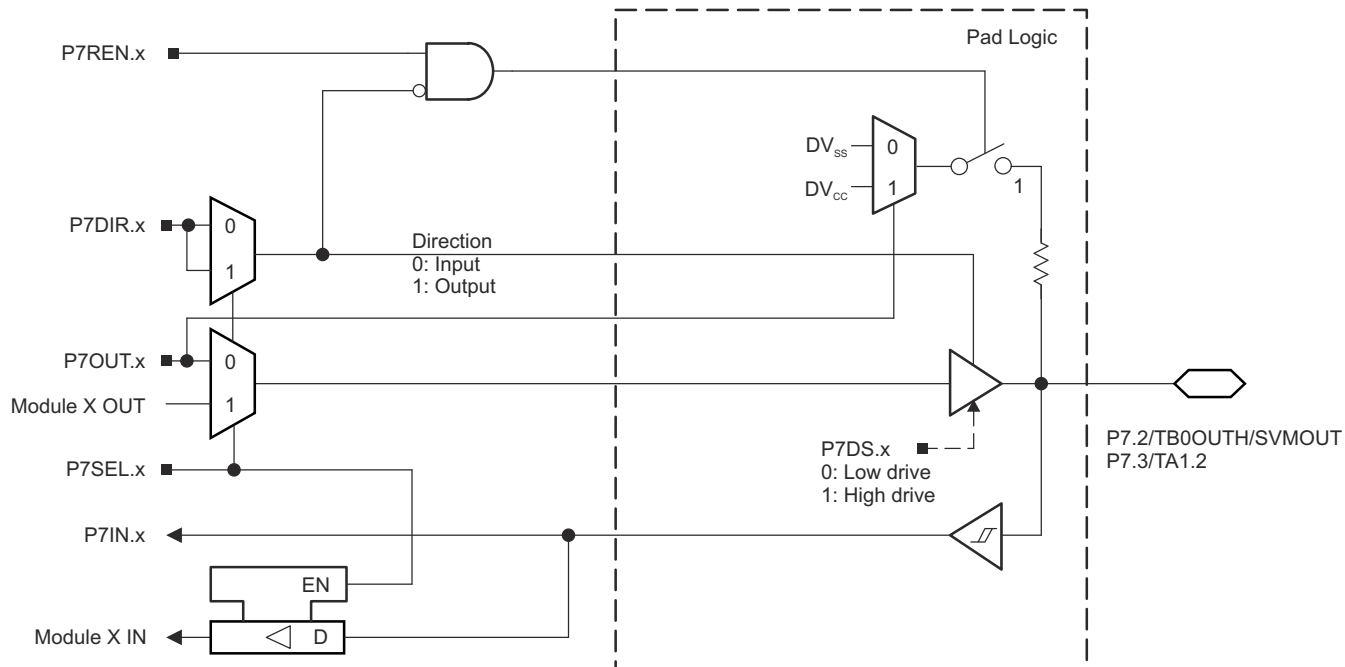 Pad Logic
P7REN.x
DVss
0
DVcc
1
1
P7DIR.x
0
1
Direction
0: Input
1: Output
P7OUT.x
0
Module X OUT
1
P7DS.x
0: Low drive
1: High drive
P7.2/TB0OUTH/SVMOUT
P7.3/TA1.2
P7SEL.x
P7IN.x
EN
Module X IN
D